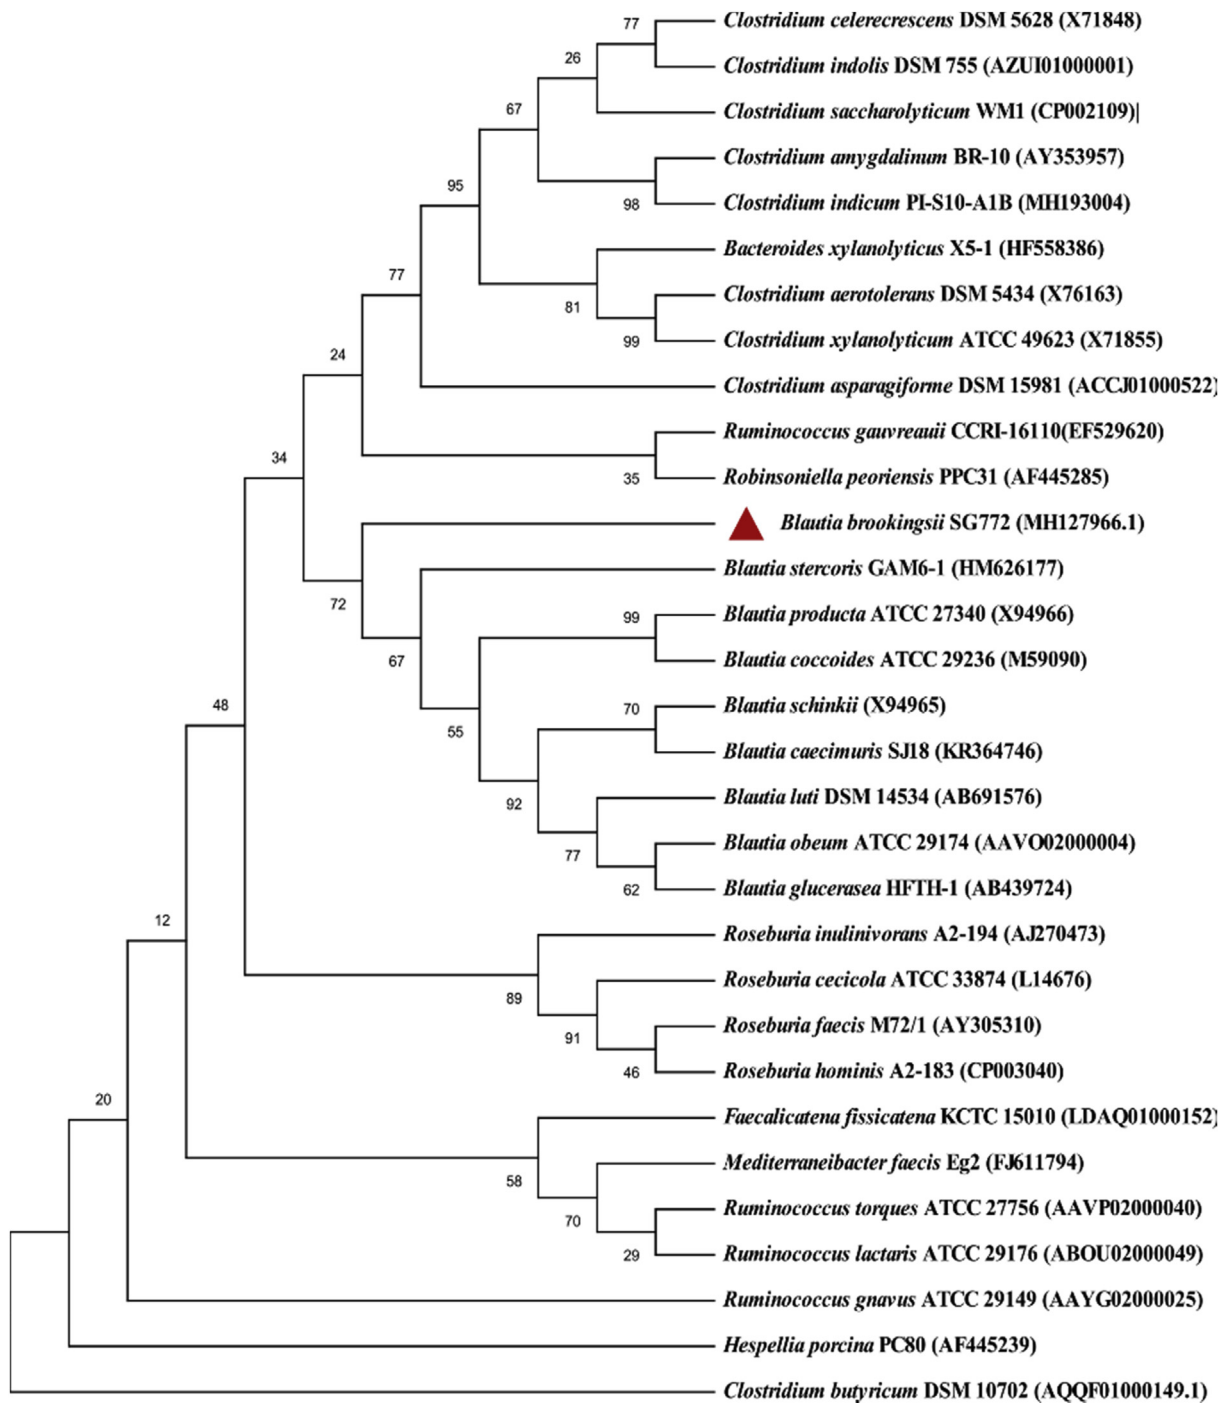 77
Clostridium celerecrescens DSM 5628 (X71848)
26
Clostridium indolis DSM 755 (AZUI01000001)
67
Clostridium saccharolyticum WM1 (CP002109)|
Clostridium amygdalinum BR-10 (AY353957)
95
98
Clostridium indicum PI-S10-A1B (MH193004)
Bacteroides xylanolyticus X5-1 (HF558386)
77
Clostridium aerotolerans DSM 5434 (X76163)
81
99
Clostridium xylanolyticum ATCC 49623 (X71855)
24
Clostridium asparagiforme DSM 15981 (ACCJ01000522)
Ruminococcus gauvreauii CCRI-16110(EF529620)
34
35
Robinsoniella peoriensis PPC31 (AF445285)
Blautia brookingsii SG772 (MH127966.1)
Blautia stercoris GAM6-1 (HM626177)
72
99
Blautia producta ATCC 27340 (X94966)
67
Blautia coccoides ATCC 29236 (M59090)
48
70
Blautia schinkii (X94965)
55
Blautia caecimuris SJ18 (KR364746)
92
Blautia luti DSM 14534 (AB691576)
77
Blautia obeum ATCC 29174 (AAVO02000004)
62
Blautia glucerasea HFTH-1 (AB439724)
12
Roseburia inulinivorans A2-194 (AJ270473)
89
Roseburia cecicola ATCC 33874 (L14676)
91
Roseburia faecis M72/1 (AY305310)
46
Roseburia hominis A2-183 (CP003040)
20
Faecalicatena fissicatena KCTC 15010 (LDAQ01000152)
58
Mediterraneibacter faecis Eg2 (FJ611794)
70
Ruminococcus torques ATCC 27756 (AAVP02000040)
29
Ruminococcus lactaris ATCC 29176 (ABOU02000049)
Ruminococcus gnavus ATCC 29149 (AAYG02000025)
Hespellia porcina PC80 (AF445239)
Clostridium butyricum DSM 10702 (AQQF01000149.1)